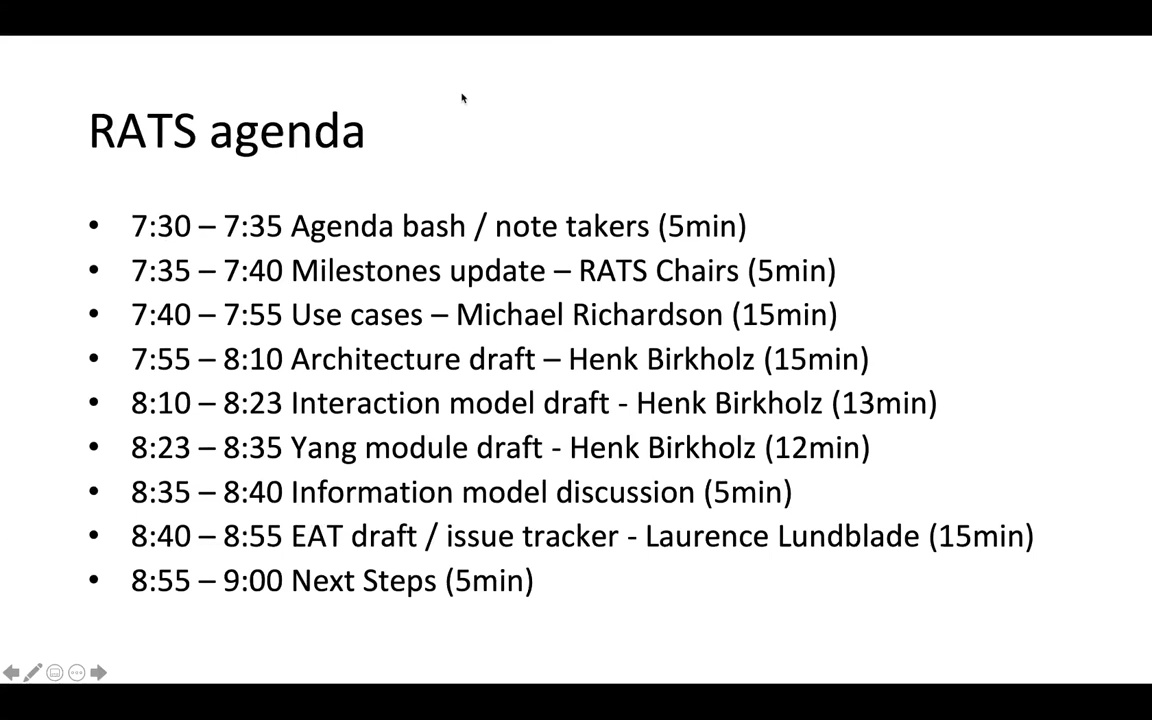 RATS agenda
• 7:30 – 7:35 Agenda bash / note takers (5min)
• 7:35 – 7:40 Milestones update – RATS Chairs (5min)
• 7:40 – 7:55 Use cases – Michael Richardson (15min)
• 7:55 – 8:10 Architecture draft – Henk Birkholz (15min)
• 8:10 – 8:23 Interaction model draft - Henk Birkholz (13min)
• 8:23 – 8:35 Yang module draft - Henk Birkholz (12min)
• 8:35 – 8:40 Information model discussion (5min)
• 8:40 – 8:55 EAT draft / issue tracker - Laurence Lundblade (15min)
• 8:55 – 9:00 Next Steps (5min)